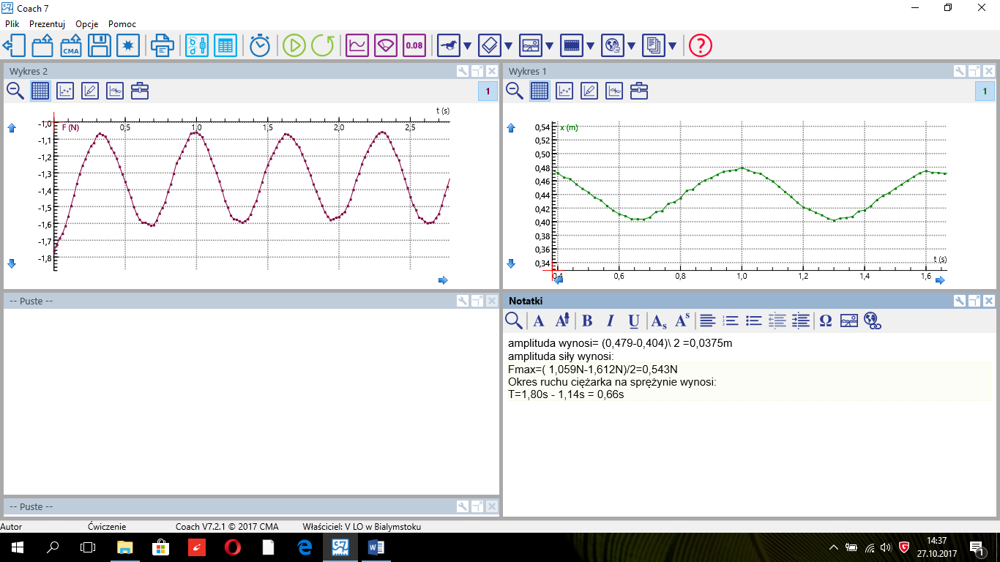 Coach 7
Plik Prezentuj Opcje Pomoc
CMA 0.08 ?
Wykres 2
1
t (s)
F (N)
0,5 1,0 1,5 2,0 2,5
-1,0
-1,1
-1,2
-1,3
-1,4
-1,5
-1,6
-1,7
-1,8
Wykres 1
1
x (m)
0,54
0,52
0,50
0,48
0,46
0,44
0,42
0,40
0,38
0,36
0,34
t (s)
0,4 0,6 0,8 1,0 1,2 1,4 1,6
-- Puste --
Notatki
A A B I U As As Ω
amplituda wynosi= (0,479-0,404)\ 2 =0,0375m
amplituda siły wynosi:
Fmax=( 1,059N-1,612N)/2=0,543N
Okres ruchu ciężarka na sprężynie wynosi:
T=1,80s - 1,14s = 0,66s
-- Puste --
Autor Ćwiczenie Coach V7.2.1 © 2017 CMA Właściciel: V LO w Bialymstoku
14:37
27.10.2017
1